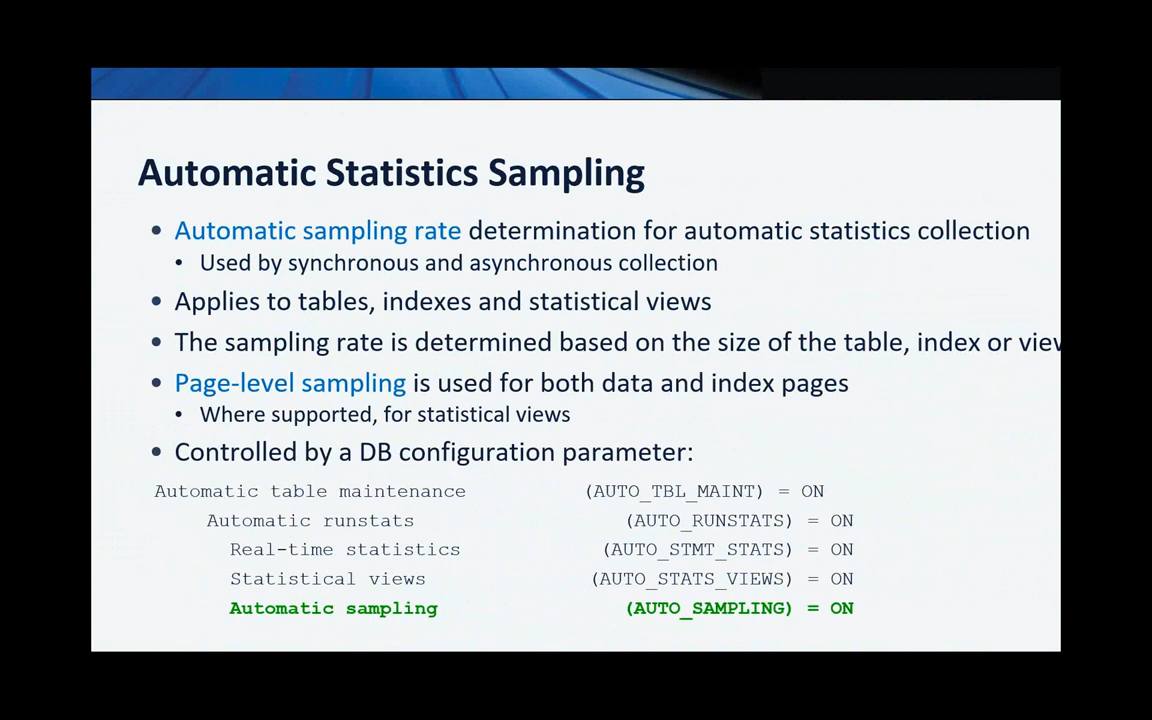 Automatic Statistics Sampling
• Automatic sampling rate determination for automatic statistics collection
• Used by synchronous and asynchronous collection
• Applies to tables, indexes and statistical views
• The sampling rate is determined based on the size of the table, index or view
• Page-level sampling is used for both data and index pages
• Where supported, for statistical views
• Controlled by a DB configuration parameter:
Automatic table maintenance (AUTO_TBL_MAINT) = ON
Automatic runstats (AUTO_RUNSTATS) = ON
Real-time statistics (AUTO_STMT_STATS) = ON
Statistical views (AUTO_STATS_VIEWS) = ON
Automatic sampling (AUTO_SAMPLING) = ON